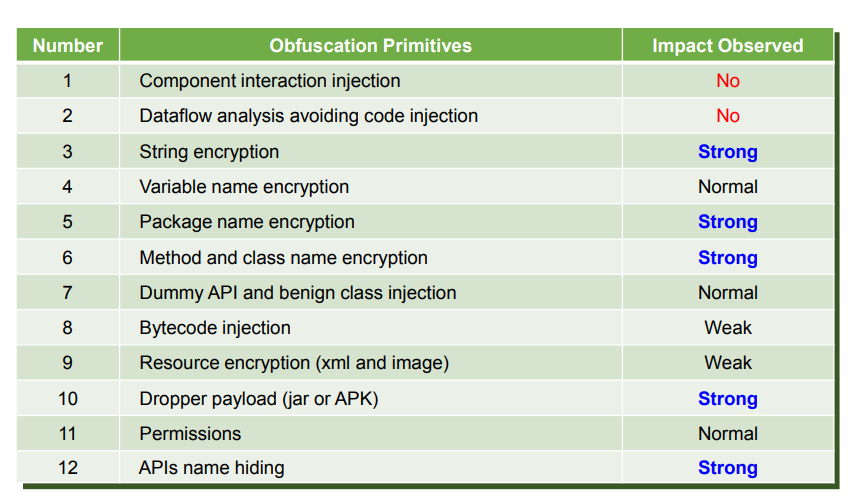 Number Obfuscation Primitives Impact Observed
1 Component interaction injection No
2 Dataflow analysis avoiding code injection No
3 String encryption Strong
4 Variable name encryption Normal
5 Package name encryption Strong
6 Method and class name encryption Strong
7 Dummy API and benign class injection Normal
8 Bytecode injection Weak
9 Resource encryption (xml and image) Weak
10 Dropper payload (jar or APK) Strong
11 Permissions Normal
12 APIs name hiding Strong